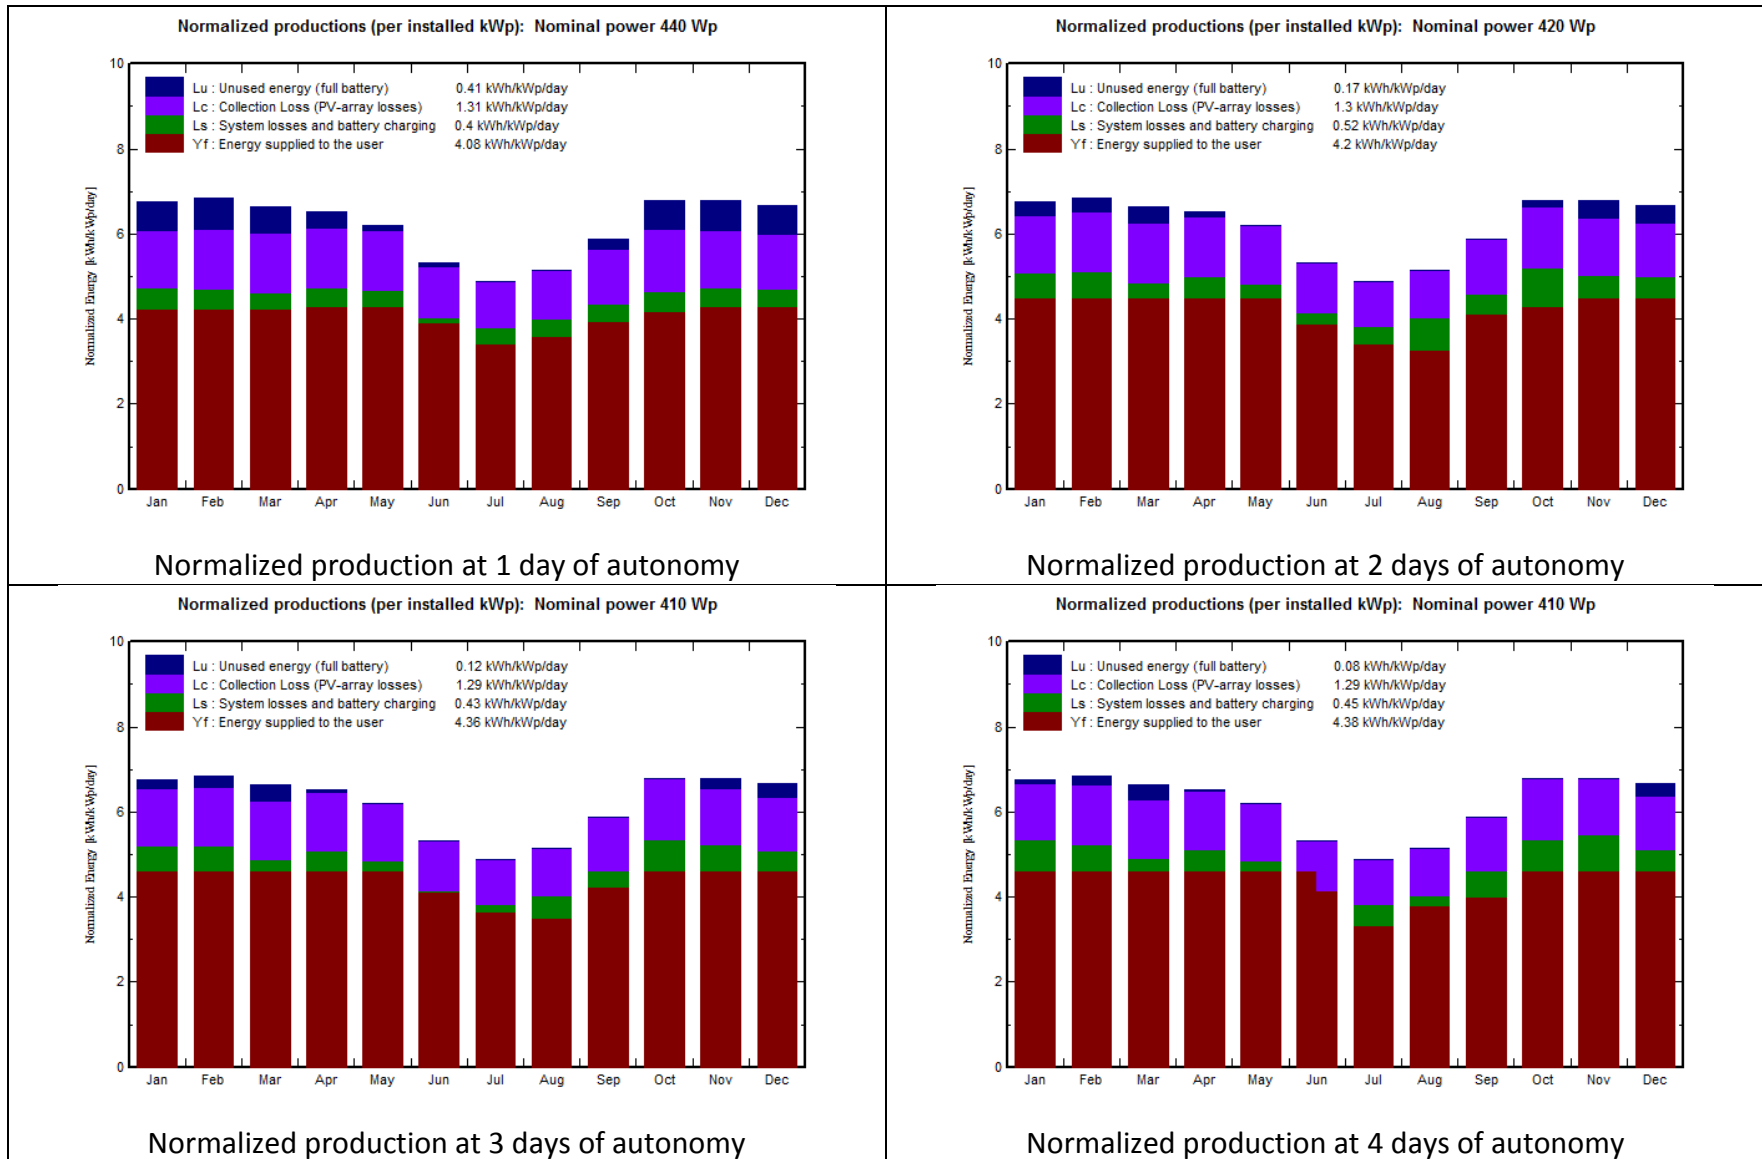 Normalized productions (per installed kWp): Nominal power 440 Wp
Normalized Energy [kWh/kWp/day]
10
8
6
4
2
0
Lu : Unused energy (full battery) 0.41 kWh/kWp/day
Lc : Collection Loss (PV-array losses) 1.31 kWh/kWp/day
Ls : System losses and battery charging 0.4 kWh/kWp/day
Yf : Energy supplied to the user 4.08 kWh/kWp/day
Jan Feb Mar Apr May Jun Jul Aug Sep Oct Nov Dec
Normalized production at 1 day of autonomy
Normalized productions (per installed kWp): Nominal power 420 Wp
Normalized Energy [kWh/kWp/day]
10
8
6
4
2
0
Lu : Unused energy (full battery) 0.17 kWh/kWp/day
Lc : Collection Loss (PV-array losses) 1.3 kWh/kWp/day
Ls : System losses and battery charging 0.52 kWh/kWp/day
Yf : Energy supplied to the user 4.2 kWh/kWp/day
Jan Feb Mar Apr May Jun Jul Aug Sep Oct Nov Dec
Normalized production at 2 days of autonomy
Normalized productions (per installed kWp): Nominal power 410 Wp
Normalized Energy [kWh/kWp/day]
10
8
6
4
2
0
Lu : Unused energy (full battery) 0.12 kWh/kWp/day
Lc : Collection Loss (PV-array losses) 1.29 kWh/kWp/day
Ls : System losses and battery charging 0.43 kWh/kWp/day
Yf : Energy supplied to the user 4.36 kWh/kWp/day
Jan Feb Mar Apr May Jun Jul Aug Sep Oct Nov Dec
Normalized production at 3 days of autonomy
Normalized productions (per installed kWp): Nominal power 410 Wp
Normalized Energy [kWh/kWp/day]
10
8
6
4
2
0
Lu : Unused energy (full battery) 0.08 kWh/kWp/day
Lc : Collection Loss (PV-array losses) 1.29 kWh/kWp/day
Ls : System losses and battery charging 0.45 kWh/kWp/day
Yf : Energy supplied to the user 4.38 kWh/kWp/day
Jan Feb Mar Apr May Jun Jul Aug Sep Oct Nov Dec
Normalized production at 4 days of autonomy